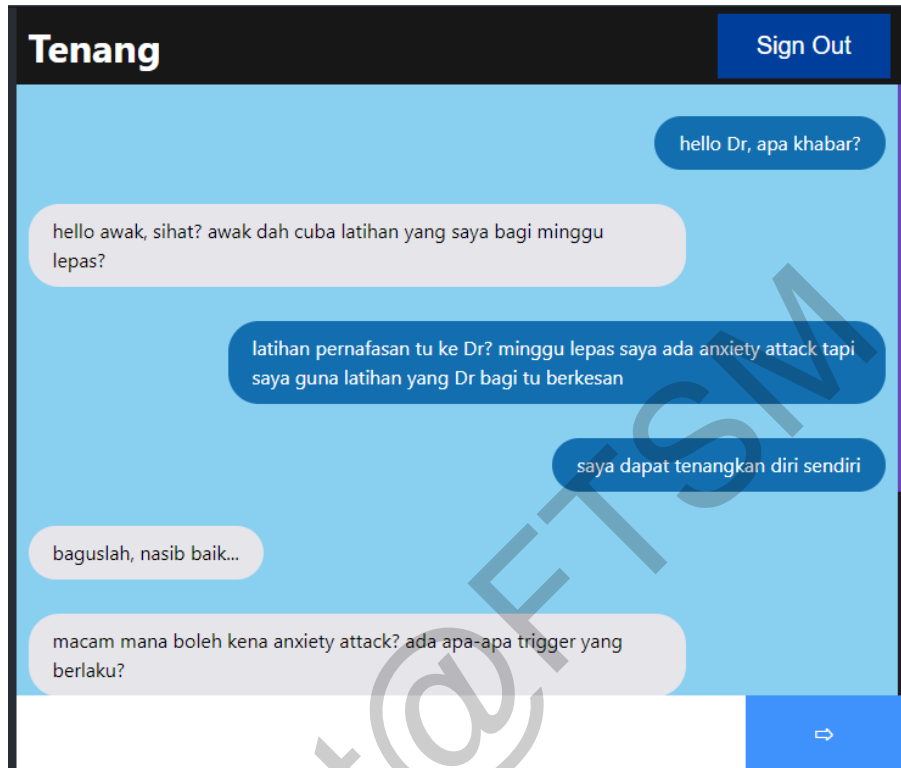 Tenang
Sign Out
hello Dr, apa khabar?
hello awak, sihat? awak dah cuba latihan yang saya bagi minggu
lepas?
latihan pernafasan tu ke Dr? minggu lepas saya ada anxiety attack tapi
saya guna latihan yang Dr bagi tu berkesan
saya dapat tenangkan diri sendiri
baguslah, nasib baik...
macam mana boleh kena anxiety attack? ada apa-apa trigger yang
berlaku?
t@FTSM